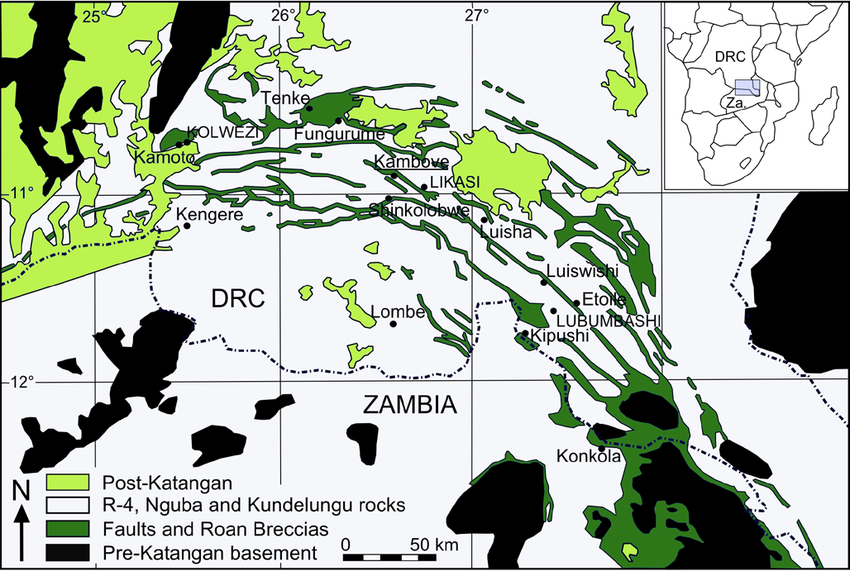 25°
26°
27°
DRC
Za.
Tenke
KOLWEZI
Fungurume
Kamoto
Kambove
LIKASI
11°
Shinkolobwe
Kengere
Luisha
Luiswishi
DRC
Etoile
Lombe
LUBUMBASHI
Kipushi
12°
ZAMBIA
Konkola
N
Post-Katangan
R-4, Nguba and Kundelungu rocks
Faults and Roan Breccias
Pre-Katangan basement
0 50 km